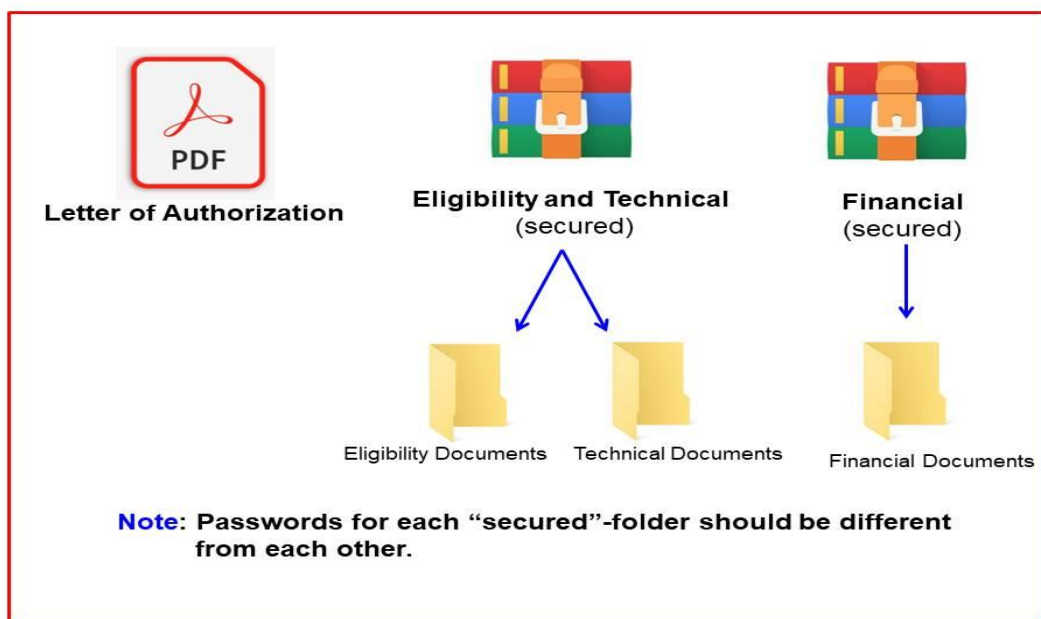 PDF
Letter of Authorization
Eligibility and Technical
(secured)
Financial
(secured)
Eligibility Documents
Technical Documents
Financial Documents
Note: Passwords for each “secured”-folder should be different
from each other.